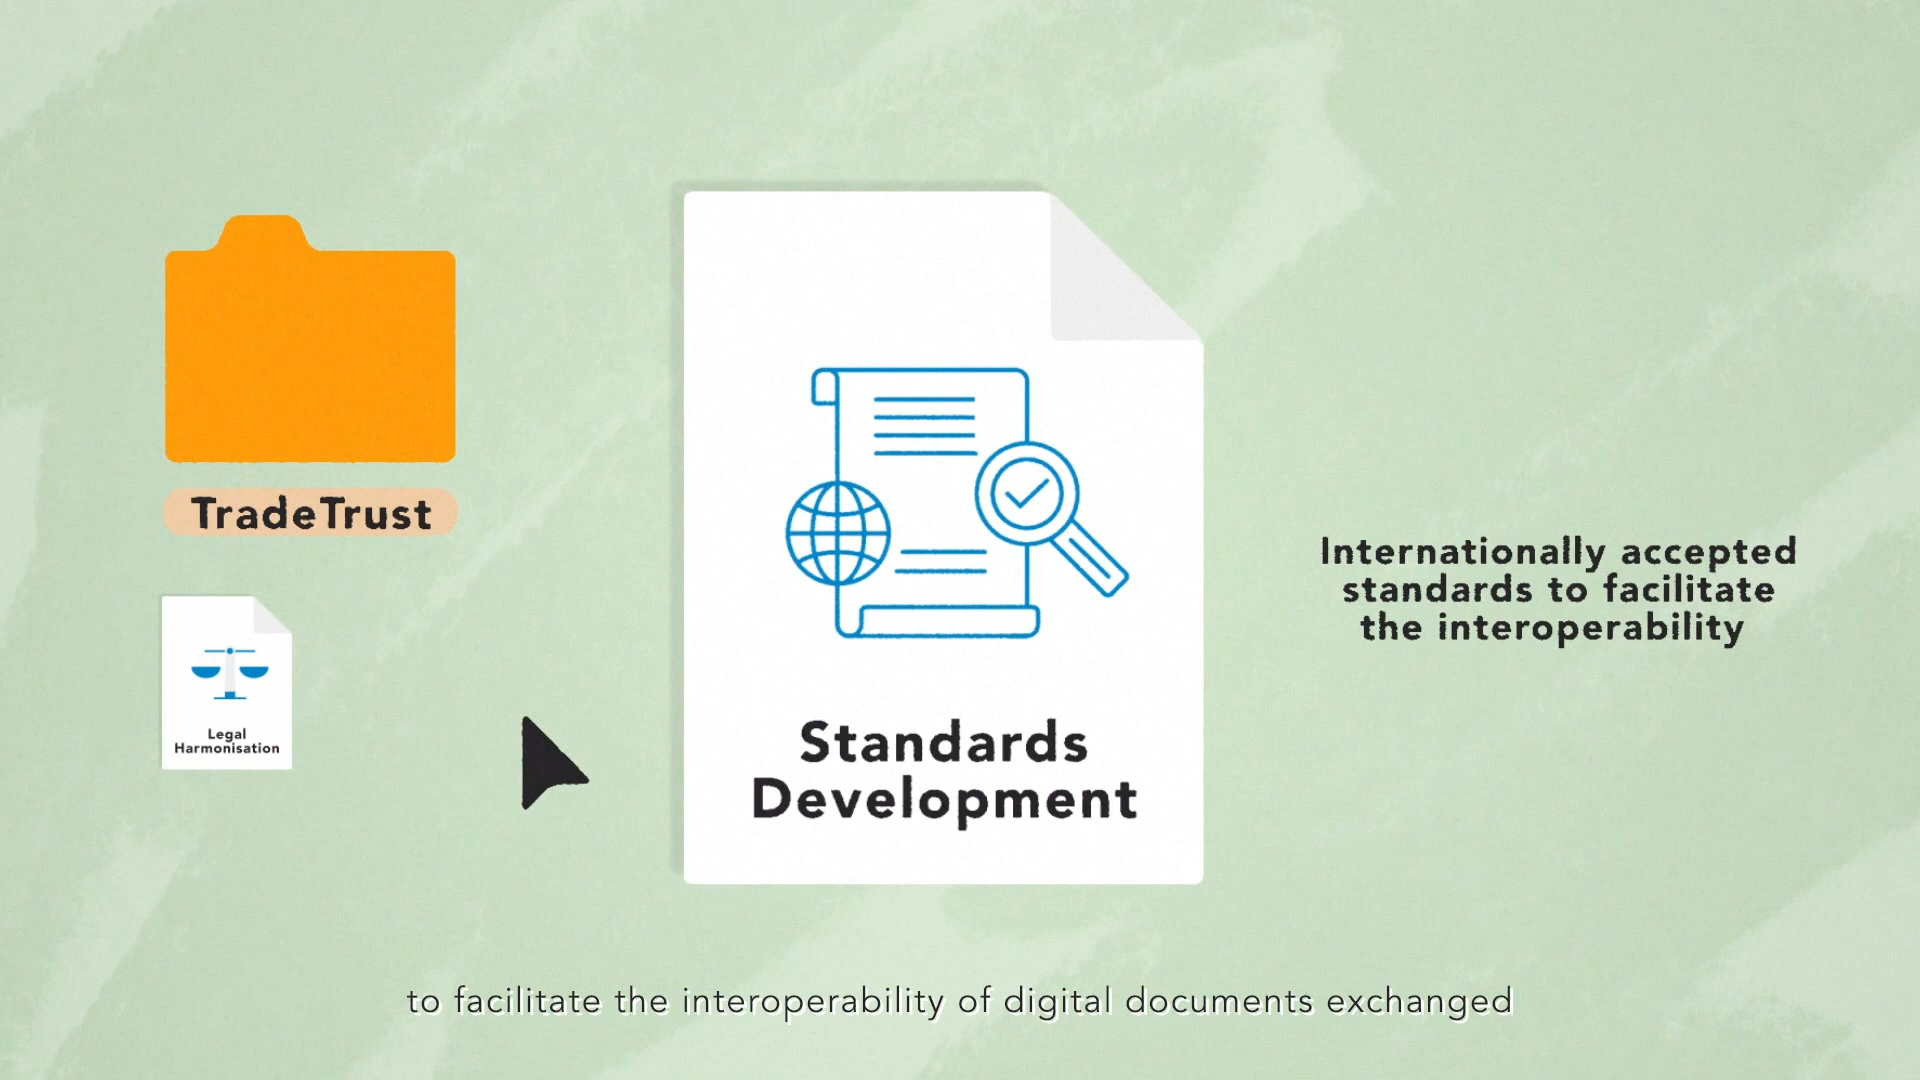 TradeTrust
Legal
Harmonisation
Standards
Development
Internationally accepted
standards to facilitate
the interoperability
to facilitate the interoperability of digital documents exchanged